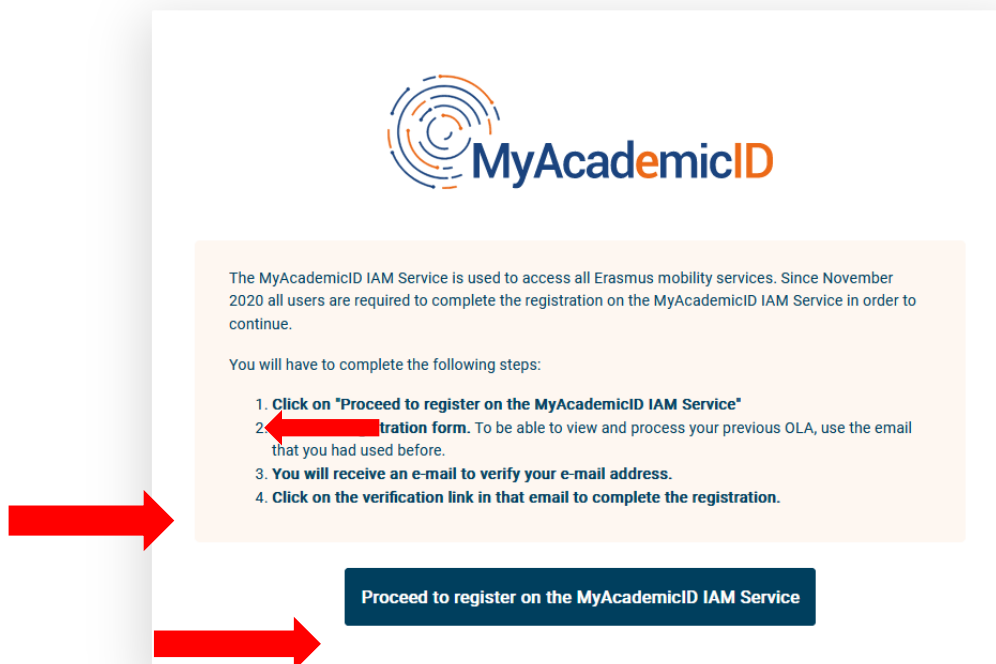 MyAcademicID
The MyAcademicID IAM Service is used to access all Erasmus mobility services. Since November
2020 all users are required to complete the registration on the MyAcademicID IAM Service in order to
continue.
You will have to complete the following steps:
1. Click on "Proceed to register on the MyAcademicID IAM Service"
2. tration form. To be able to view and process your previous OLA, use the email
that you had used before.
3. You will receive an e-mail to verify your e-mail address.
4. Click on the verification link in that email to complete the registration.
Proceed to register on the MyAcademicID IAM Service